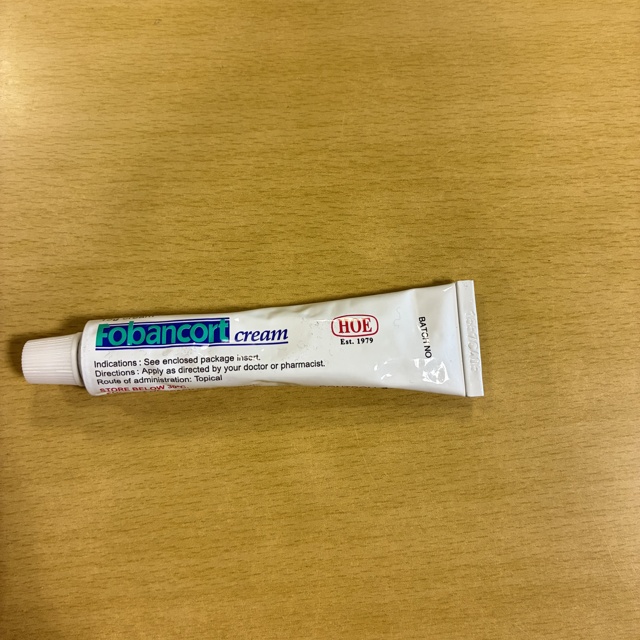 Fobancort cream
Indications : See enclosed package insert.
Directions : Apply as directed by your doctor or pharmacist.
Route of administration: Topical
STORE BELOW
HOE
Est. 1979
BATCH NO